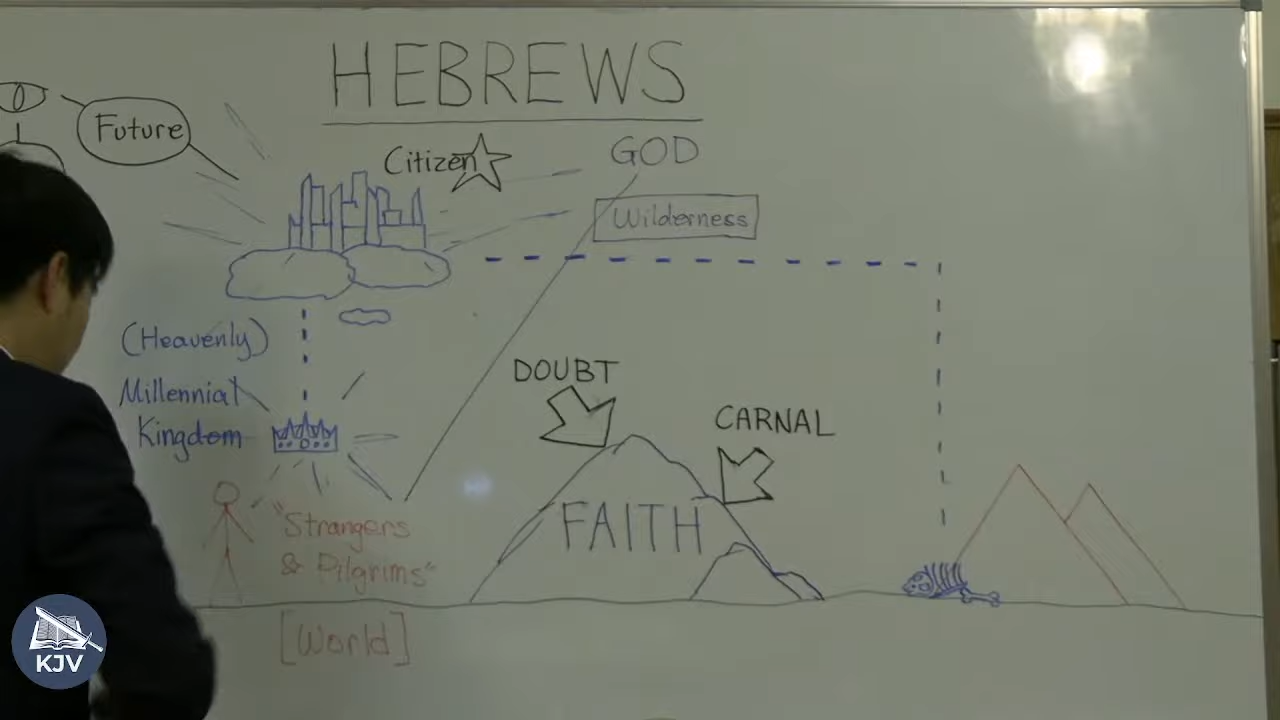 HEBREWS
Future
Citizen
GOD
Wilderness
(Heavenly)
Millennial
Kingdom
DOUBT
CARNAL
FAITH
"Strangers
& Pilgrims"
[World]
KJV